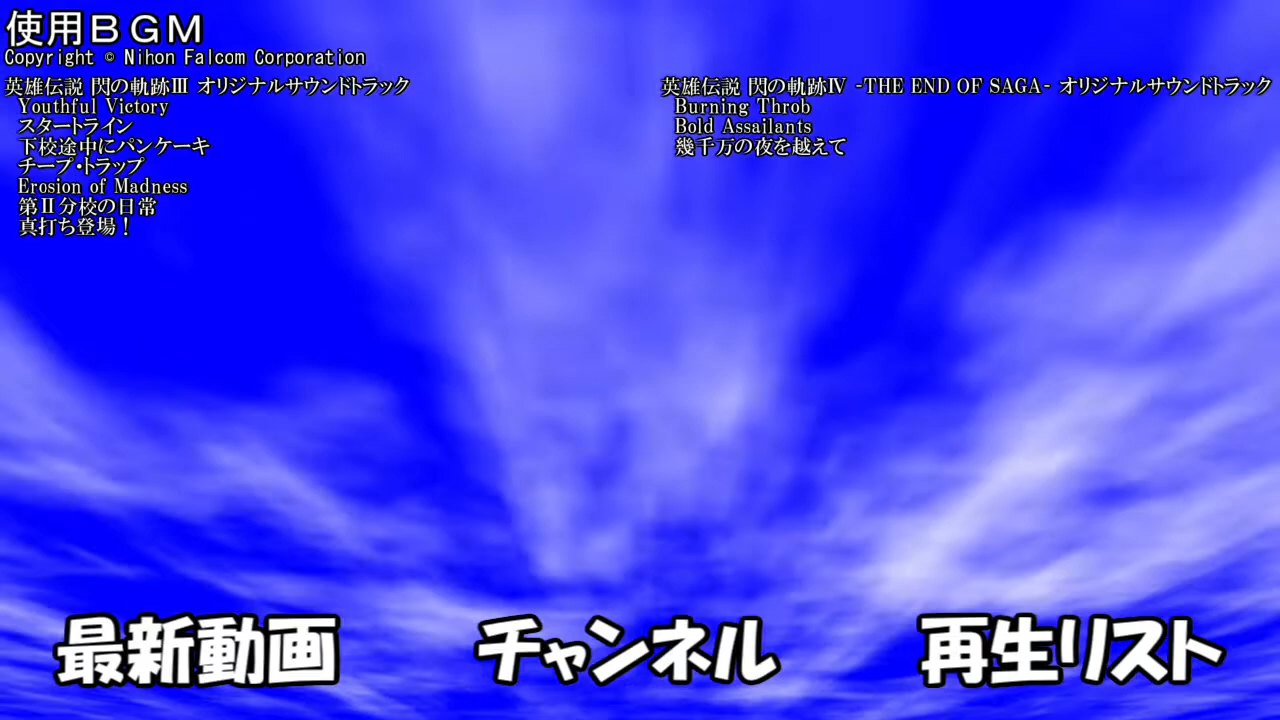 使用ＢＧＭ
Copyright © Nihon Falcom Corporation
英雄伝説 閃の軌跡Ⅲ オリジナルサウンドトラック
Youthful Victory
スタートライン
下校途中にパンケーキ
チープ・トラップ
Erosion of Madness
第Ⅱ分校の日常
真打ち登場！
英雄伝説 閃の軌跡Ⅳ -THE END OF SAGA- オリジナルサウンドトラック
Burning Throb
Bold Assailants
幾千万の夜を越えて
最新動画
チャンネル
再生リスト